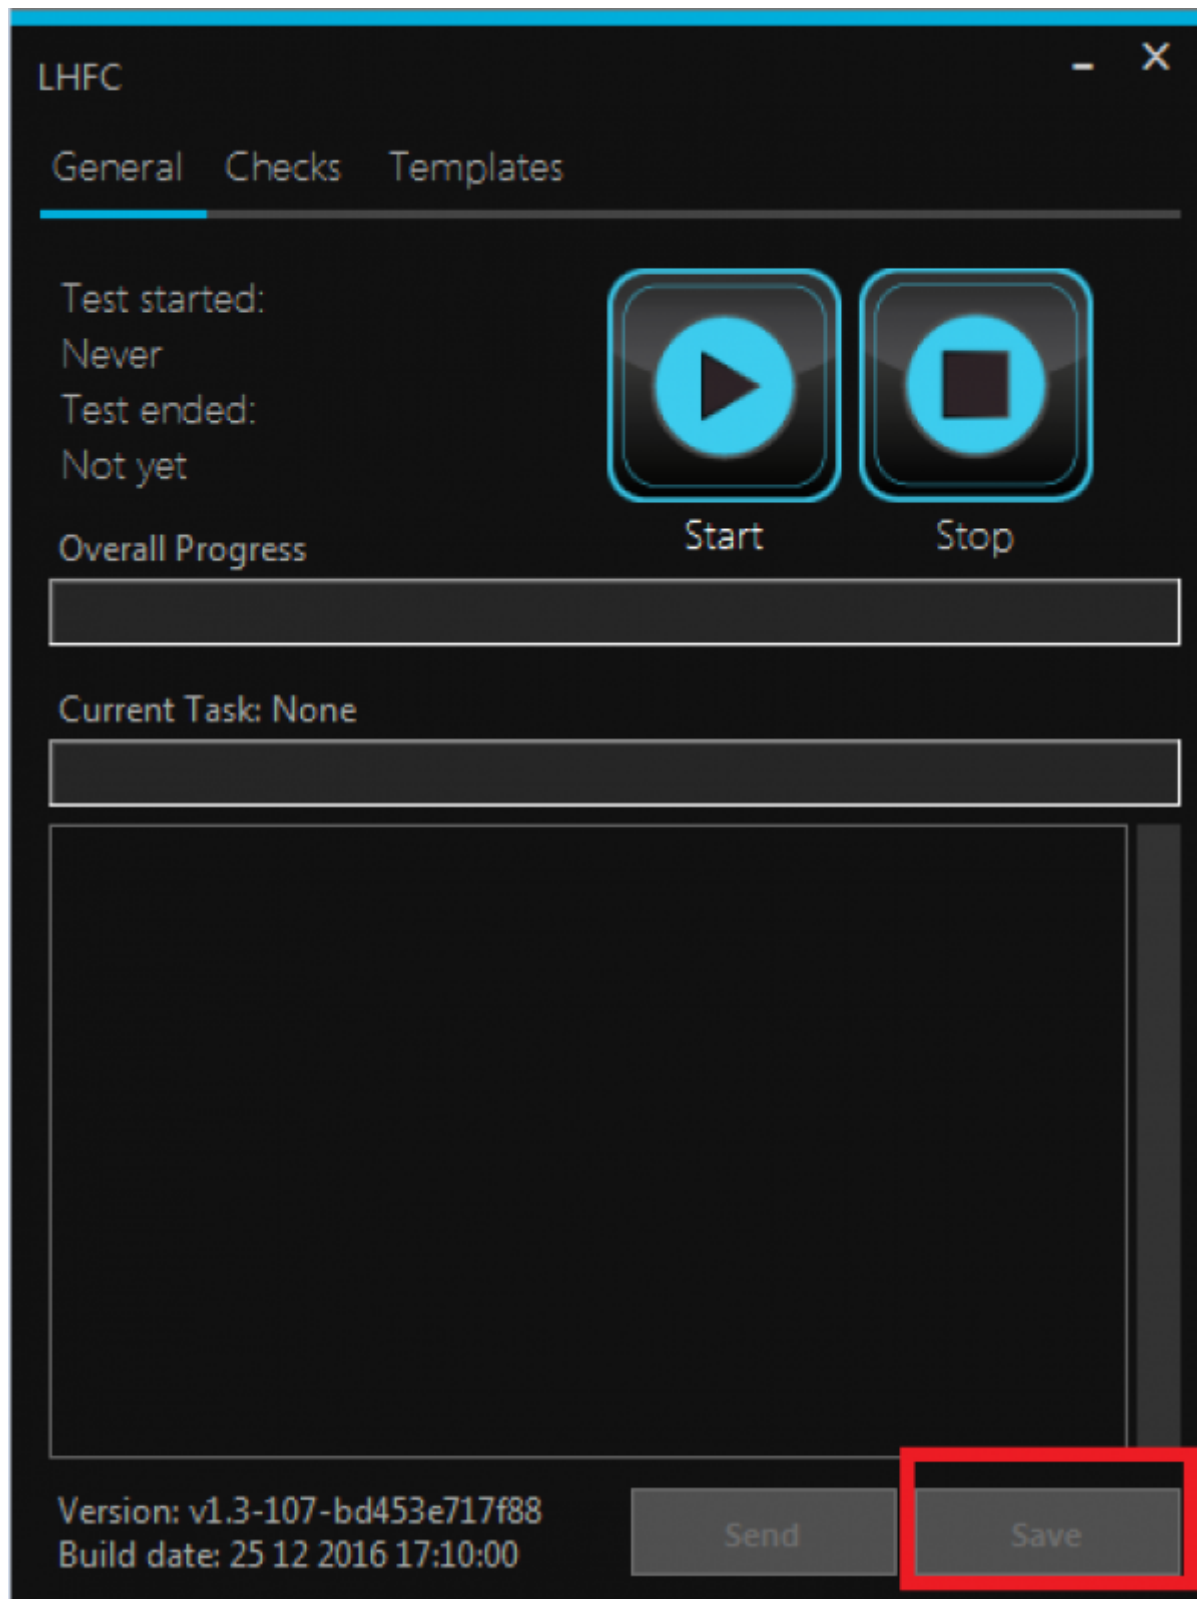 LHFC
General Checks Templates
Test started:
Never
Test ended:
Not yet
Start Stop
Overall Progress
Current Task: None
Version: v1.3-107-bd453e717f88
Build date: 25 12 2016 17:10:00
Send Save